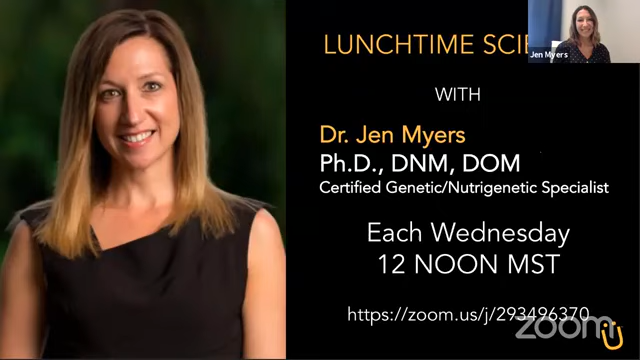 LUNCHTIME SCIE
Jen Myers
WITH
Dr. Jen Myers
Ph.D., DNM, DOM
Certified Genetic/Nutrigenetic Specialist
Each Wednesday
12 NOON MST
https://zoom.us/j/293496370
zoom